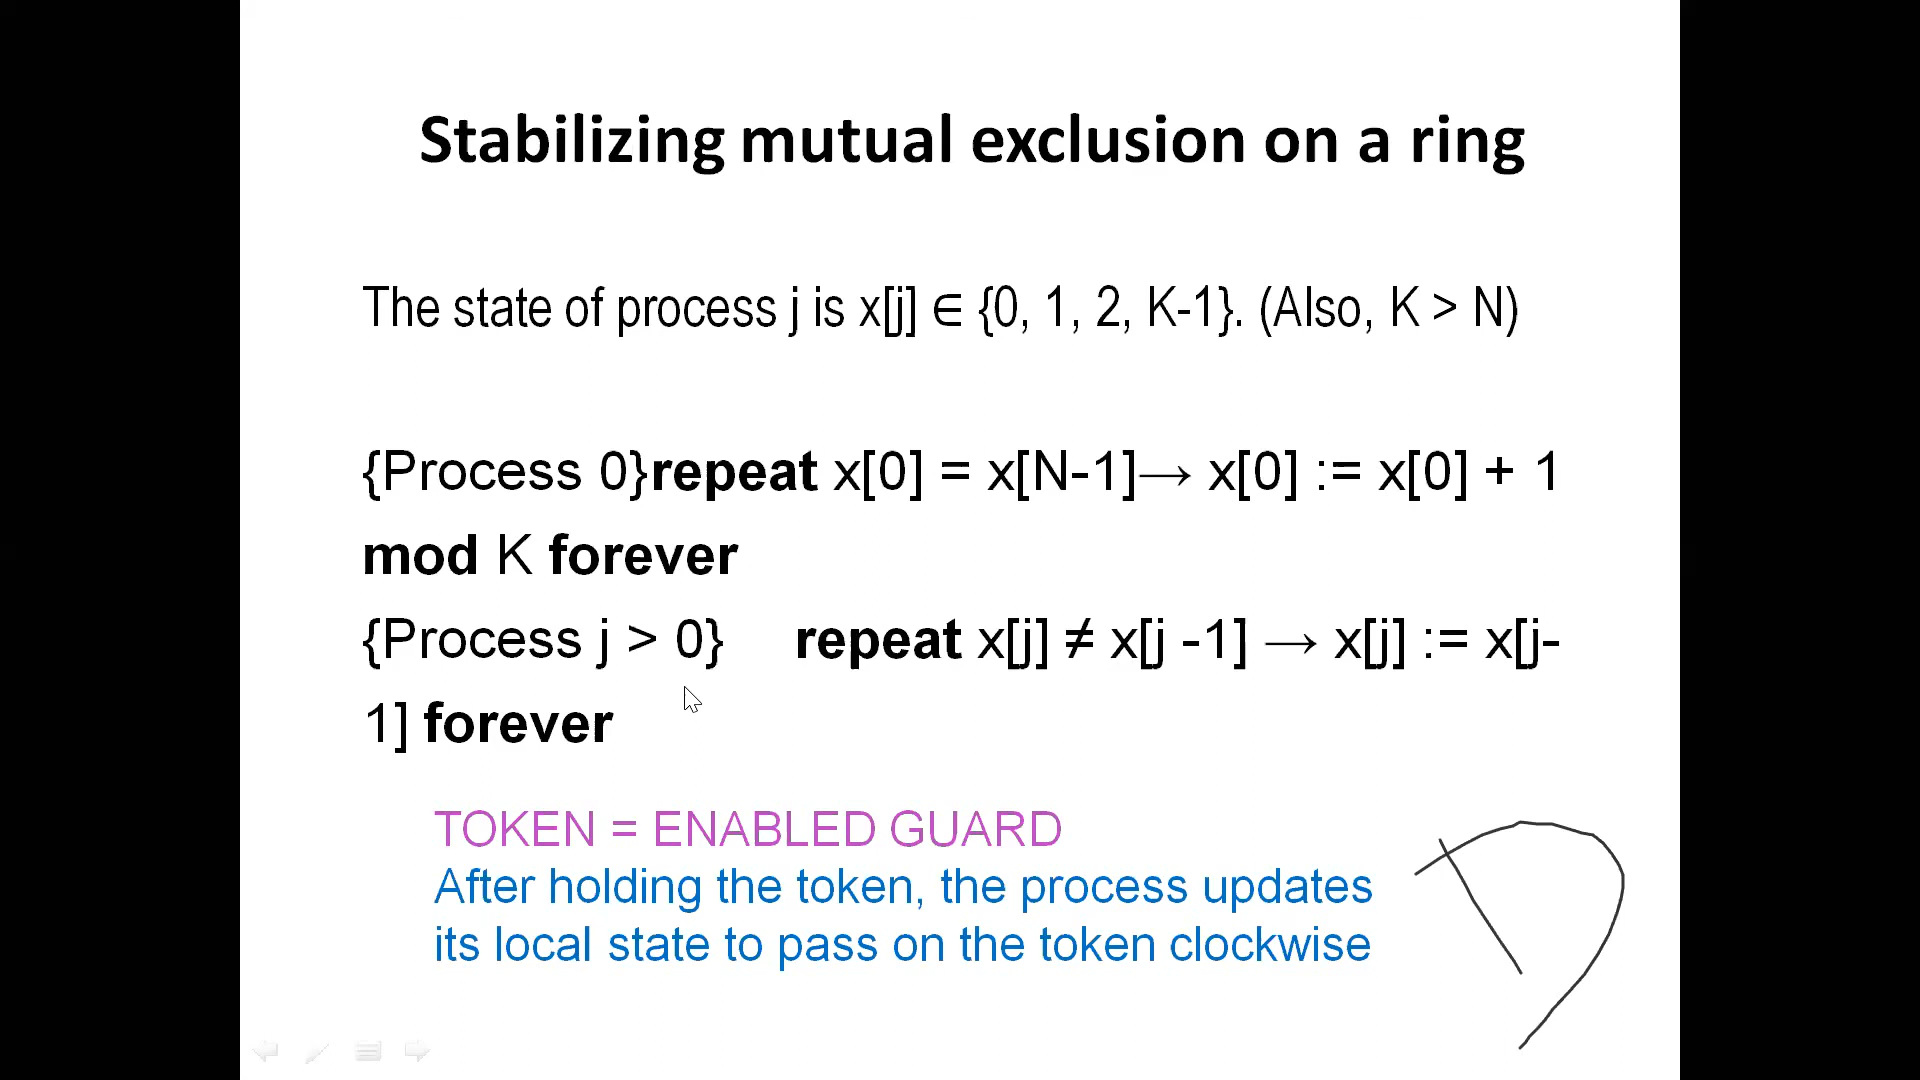 Stabilizing mutual exclusion on a ring
The state of process j is x[j] ∈ {0, 1, 2, K-1}. (Also, K > N)
{Process 0}repeat x[0] = x[N-1]→ x[0] := x[0] + 1
mod K forever
{Process j > 0} repeat x[j] ≠ x[j -1] → x[j] := x[j-
1] forever
TOKEN = ENABLED GUARD
After holding the token, the process updates
its local state to pass on the token clockwise